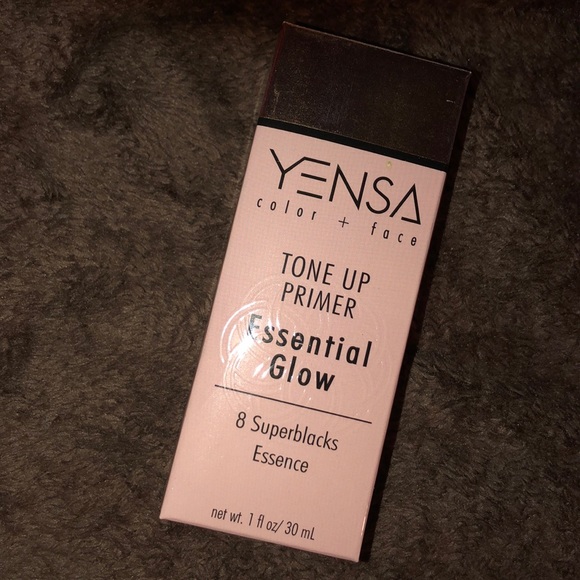 YENSA
color + face
TONE UP
PRIMER
Essential
Glow
8 Superblacks
Essence
net wt. 1 fl oz/ 30 mL